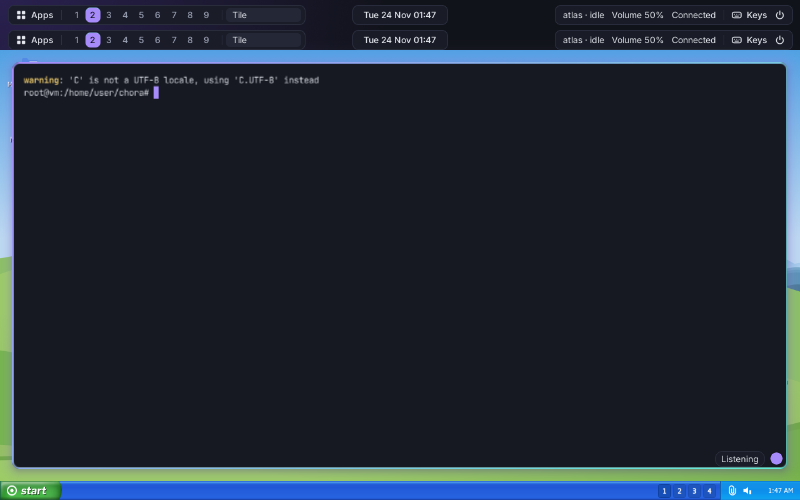 Apps 1 2 3 4 5 6 7 8 9 Tile Tue 24 Nov 01:47 atlas · idle Volume 50% Connected Keys
Apps 1 2 3 4 5 6 7 8 9 Tile Tue 24 Nov 01:47 atlas · idle Volume 50% Connected Keys
warning: 'C' is not a UTF-8 locale, using 'C.UTF-8' instead
root@vm:/home/user/chora#
Listening
start 1 2 3 4 1:47 AM